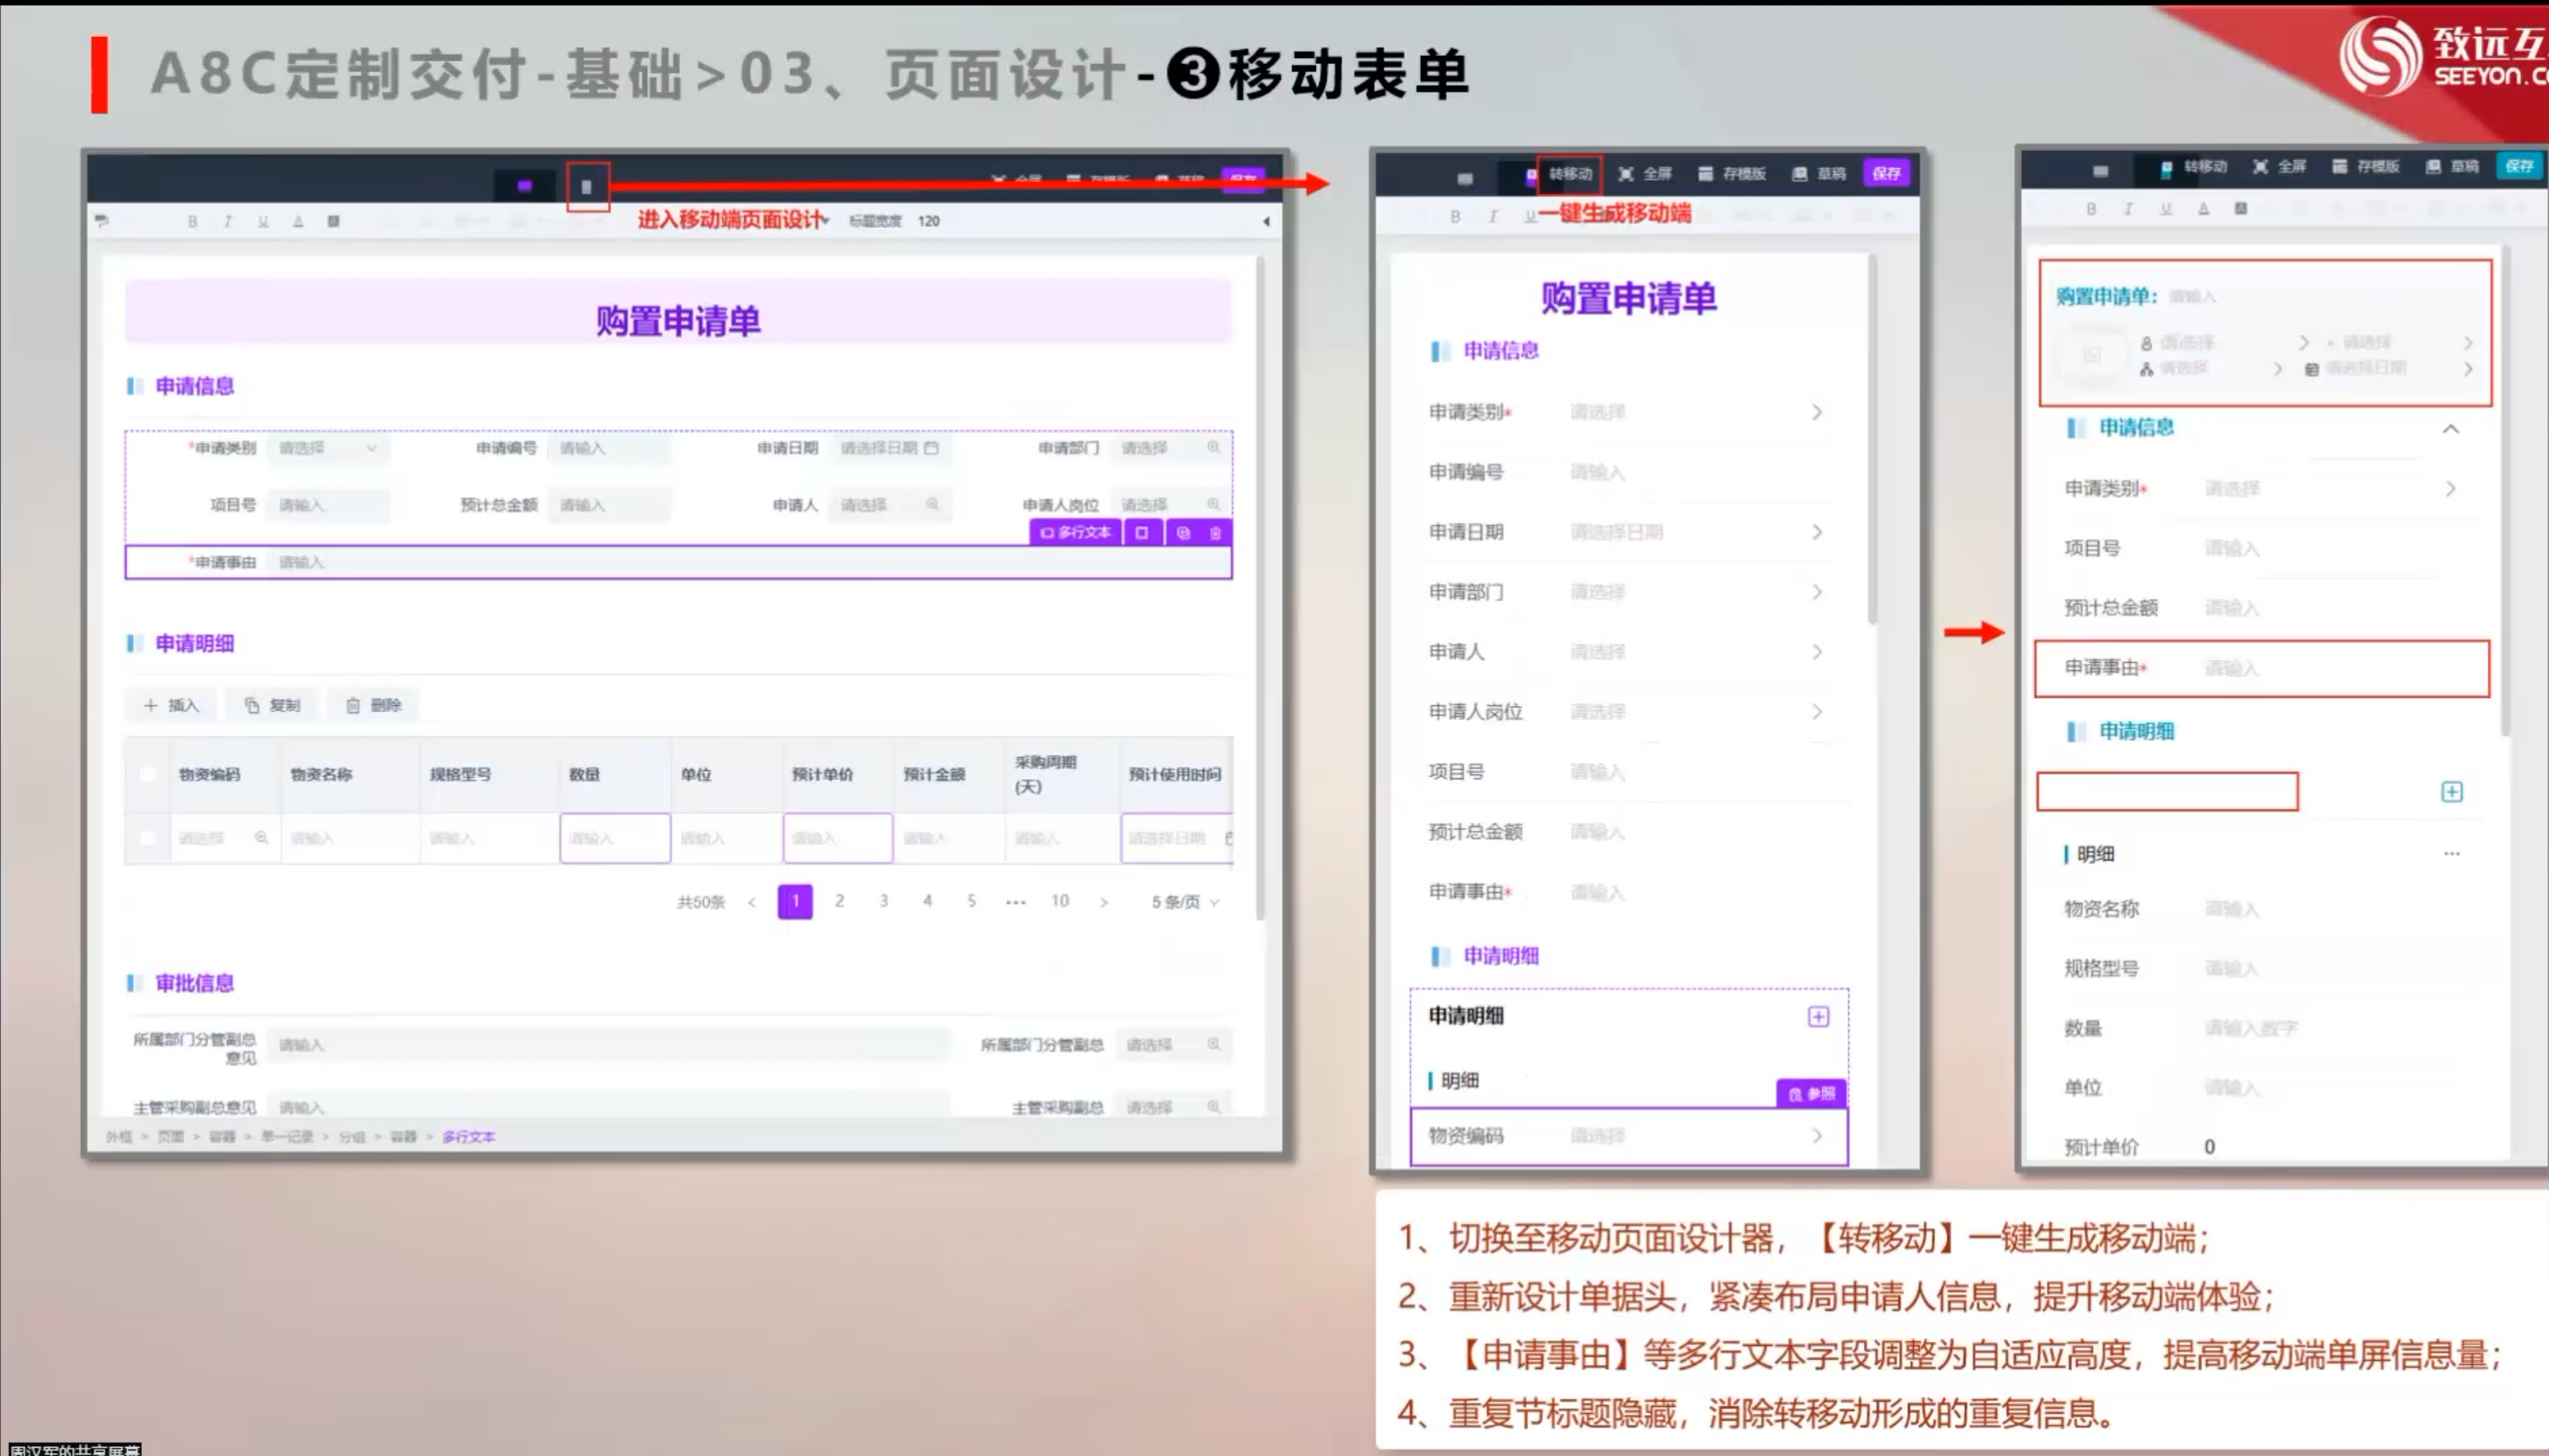 A8C定制交付-基础>03、页面设计-❸移动表单
致远互
SEEYON.C
进入移动端页面设计
标题宽度 120
购置申请单
申请信息
*申请类别 请选择 申请编号 请输入 申请日期 请选择日期 申请部门 请选择
项目号 请输入 预计总金额 请输入 申请人 请选择 申请人岗位 请选择
多行文本
*申请事由 请输入
申请明细
插入 复制 删除
物资编码 物资名称 规格型号 数量 单位 预计单价 预计金额 采购周期(天) 预计使用时间
请选择 请输入 请输入 请输入 请输入 请输入 请输入 请输入 请选择日期
共50条 < 1 2 3 4 5 ••• 10 > 5 条/页
审批信息
所属部门分管副总意见 请输入 所属部门分管副总 请选择
主管采购副总意见 请输入 主管采购副总 请选择
外框 > 页面 > 容器 > 单一记录 > 分组 > 容器 > 多行文本
转移动 全屏 存模版 草稿 保存
B I U 一键生成移动端
购置申请单
申请信息
申请类别* 请选择
申请编号 请输入
申请日期 请选择日期
申请部门 请选择
申请人 请选择
申请人岗位 请选择
项目号 请输入
预计总金额 请输入
申请事由* 请输入
申请明细
申请明细
明细
参照
物资编码 请选择
转移动 全屏 存模版 草稿 保存
B I U A
购置申请单: 请输入
请选择 请选择
请选择 请选择日期
申请信息
申请类别* 请选择
项目号 请输入
预计总金额 请输入
申请事由* 请输入
申请明细
明细 ...
物资名称 请输入
规格型号 请输入
数量 请输入数字
单位 请输入
预计单价 0
1、切换至移动页面设计器，【转移动】一键生成移动端；
2、重新设计单据头，紧凑布局申请人信息，提升移动端体验；
3、【申请事由】等多行文本字段调整为自适应高度，提高移动端单屏信息量；
4、重复节标题隐藏，消除转移动形成的重复信息。